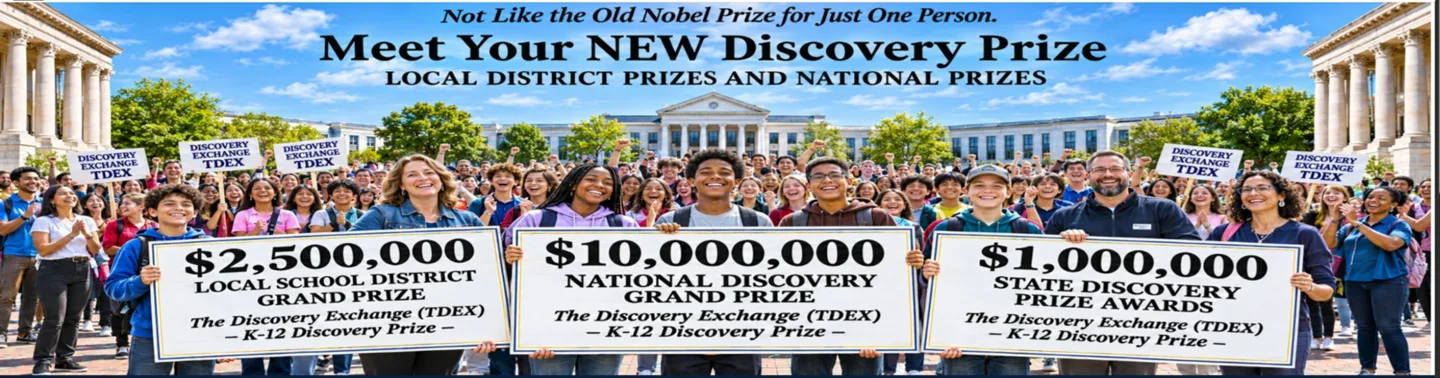 Not Like the Old Nobel Prize for Just One Person.
Meet Your NEW Discovery Prize
LOCAL DISTRICT PRIZES AND NATIONAL PRIZES
DISCOVERY
EXCHANGE
TDEX
DISCOVERY
EXCHANGE
TDEX
DISCOVERY
EXCHANGE
TDEX
DISCOVERY
EXCHANGE
TDEX
DISCOVERY
EXCHANGE
TDEX
$2,500,000
LOCAL SCHOOL DISTRICT
GRAND PRIZE
The Discovery Exchange (TDEX)
– K-12 Discovery Prize –
$10,000,000
NATIONAL DISCOVERY
GRAND PRIZE
The Discovery Exchange (TDEX)
– K-12 Discovery Prize –
$1,000,000
STATE DISCOVERY
PRIZE AWARDS
The Discovery Exchange (TDEX)
– K-12 Discovery Prize –